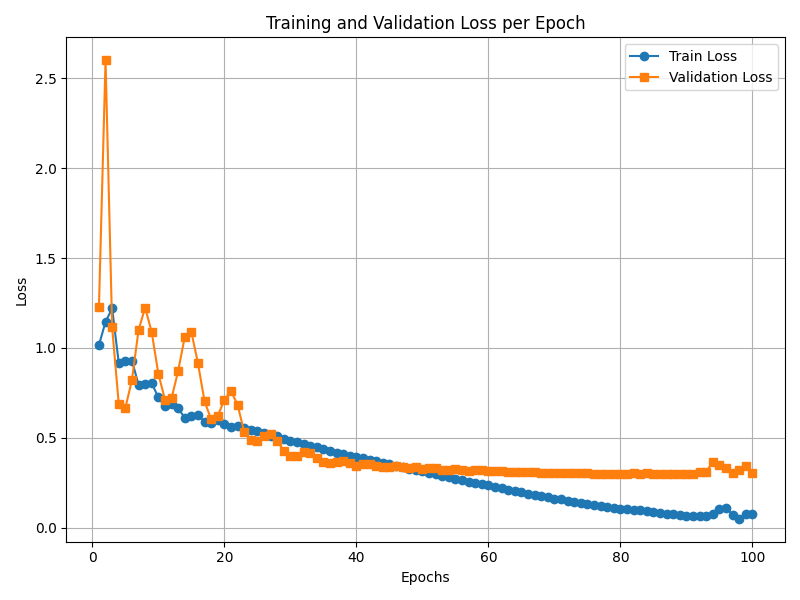 Training and Validation Loss per Epoch
Train Loss
Validation Loss
2.5
2.0
1.5
1.0
0.5
0.0
Loss
0 20 40 60 80 100
Epochs